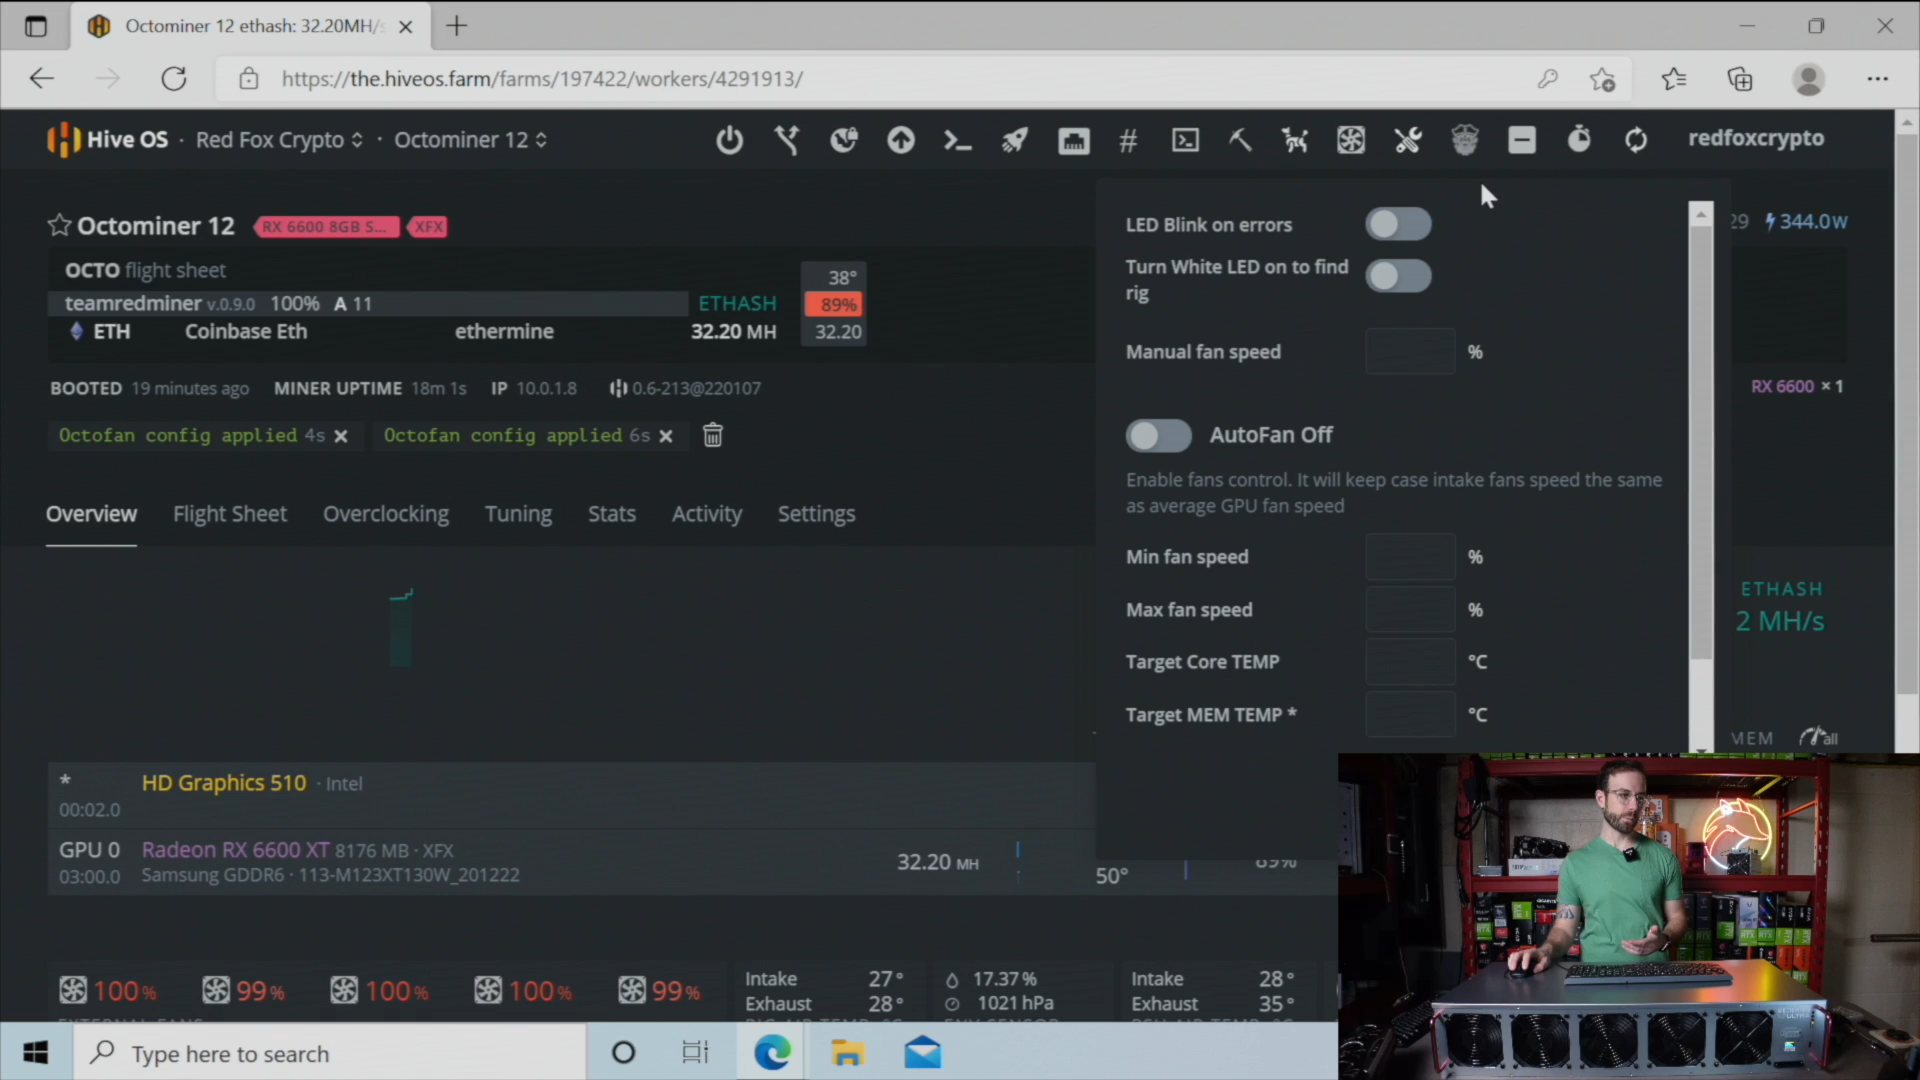 Octominer 12 ethash: 32.20MH/s
https://the.hiveos.farm/farms/197422/workers/4291913/
Hive OS · Red Fox Crypto · Octominer 12
redfoxcrypto
Octominer 12 RX 6600 8GB S... XFX
29 344.0W
OCTO flight sheet
38°
teamredminer v.0.9.0 100% A 11 ETHASH
89%
ETH Coinbase Eth ethermine 32.20 MH
32.20
BOOTED 19 minutes ago MINER UPTIME 18m 1s IP 10.0.1.8 0.6-213@220107
RX 6600 × 1
Octofan config applied 4s Octofan config applied 6s
Overview Flight Sheet Overclocking Tuning Stats Activity Settings
LED Blink on errors
Turn White LED on to find
rig
Manual fan speed %
AutoFan Off
Enable fans control. It will keep case intake fans speed the same
as average GPU fan speed
Min fan speed %
Max fan speed %
Target Core TEMP °C
Target MEM TEMP * °C
ETHASH
2 MH/s
MEM all
* HD Graphics 510 · Intel
00:02.0
GPU 0 Radeon RX 6600 XT 8176 MB · XFX
03:00.0 Samsung GDDR6 · 113-M123XT130W_201222
32.20 MH
50° 89%
100% 99% 100% 100% 99%
Intake 27° 17.37% Intake 28°
Exhaust 28° 1021 hPa Exhaust 35°
Type here to search